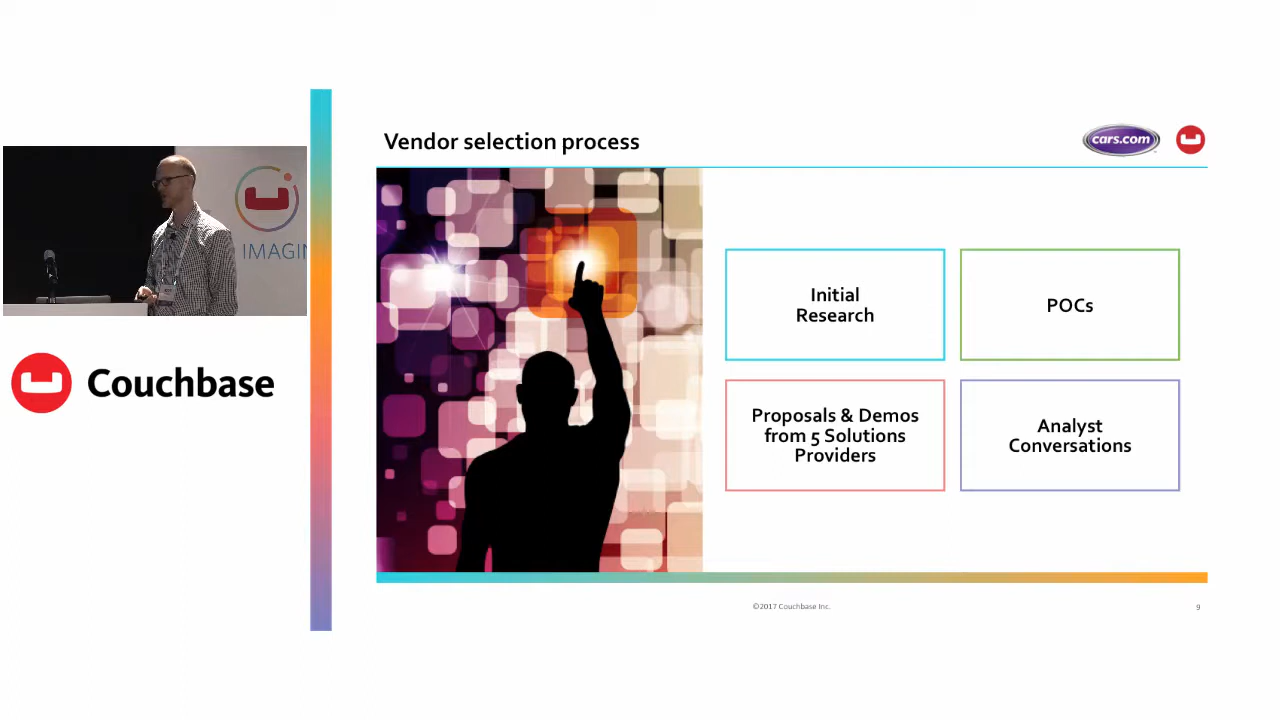 Vendor selection process
cars.com
IMAGIN
Couchbase
Initial
Research
POCs
Proposals & Demos
from 5 Solutions
Providers
Analyst
Conversations
©2017 Couchbase Inc.
9